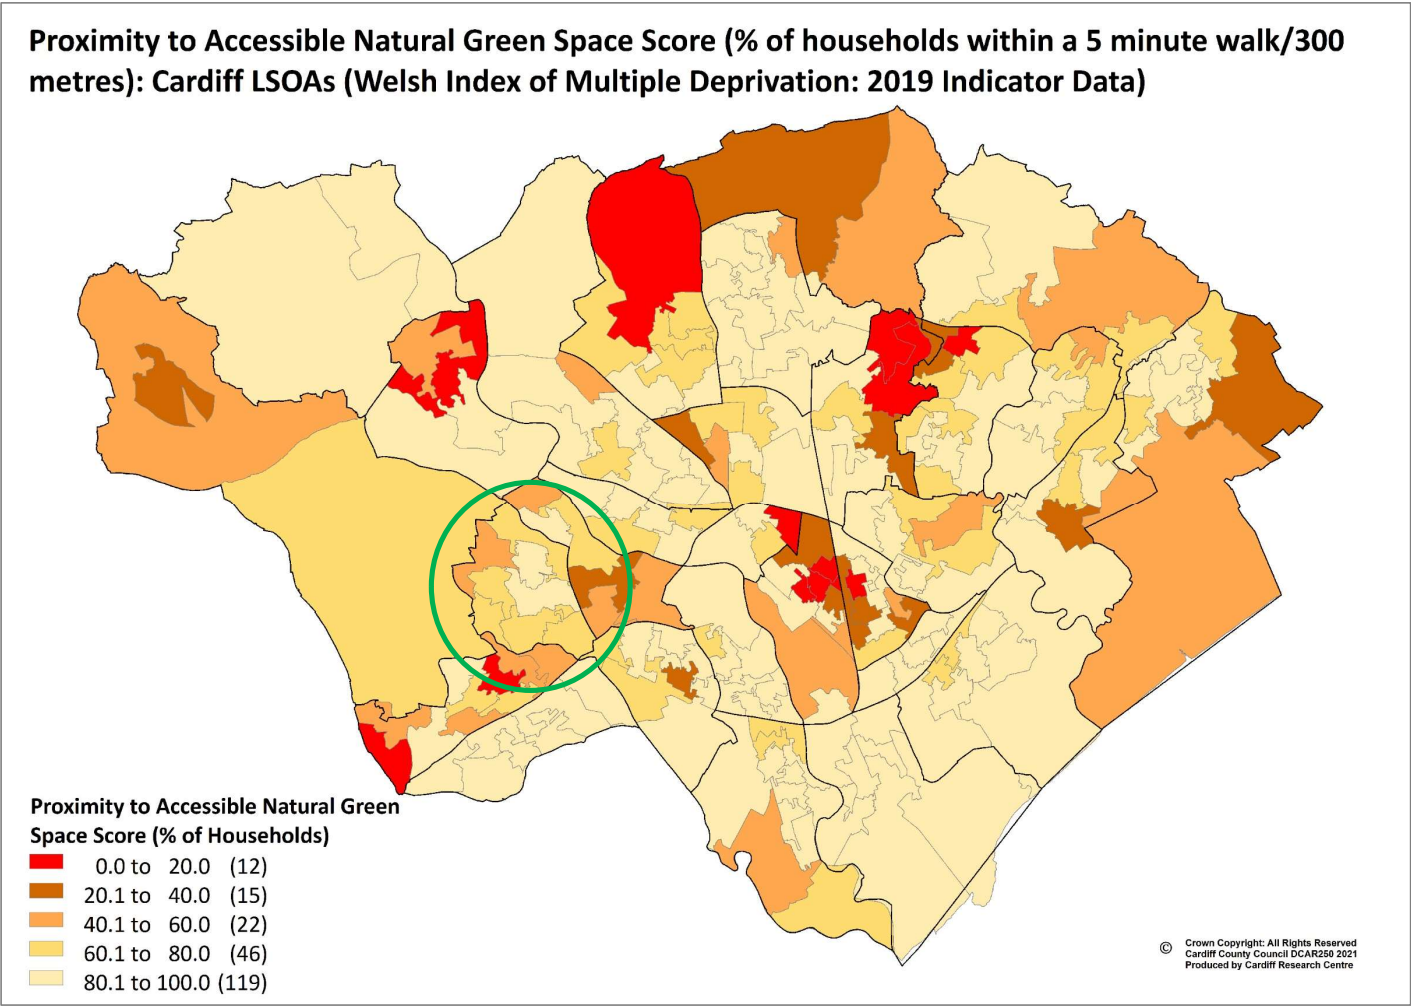 Proximity to Accessible Natural Green Space Score (% of households within a 5 minute walk/300
metres): Cardiff LSOAs (Welsh Index of Multiple Deprivation: 2019 Indicator Data)
Proximity to Accessible Natural Green
Space Score (% of Households)
0.0 to 20.0 (12)
20.1 to 40.0 (15)
40.1 to 60.0 (22)
60.1 to 80.0 (46)
80.1 to 100.0 (119)
© Crown Copyright: All Rights Reserved
Cardiff County Council DCAR250 2021
Produced by Cardiff Research Centre